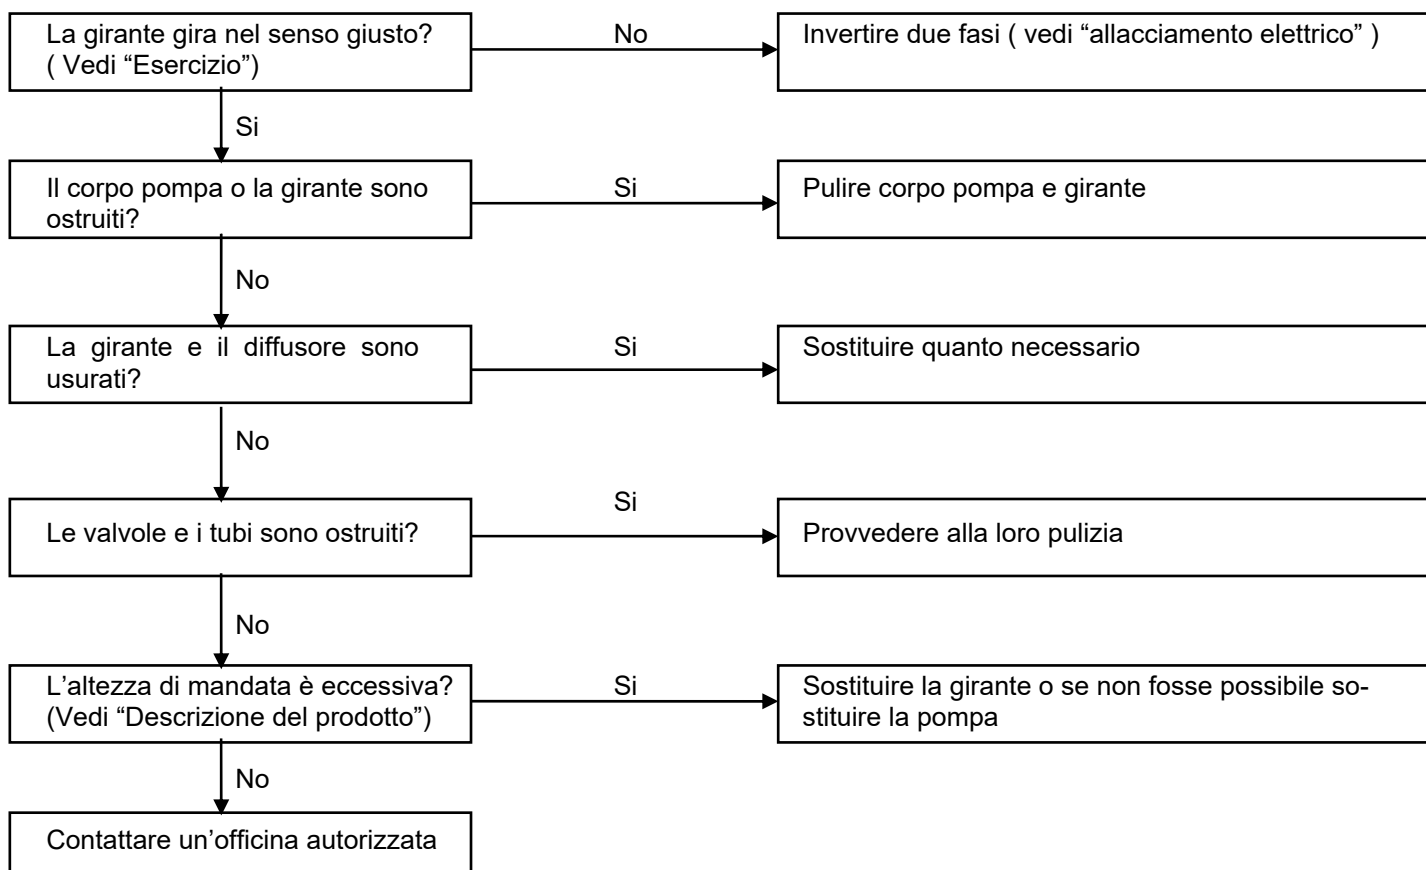 La girante gira nel senso giusto?
( Vedi “Esercizio”)
No
Invertire due fasi ( vedi “allacciamento elettrico” )
Si
Il corpo pompa o la girante sono
ostruiti?
Si
Pulire corpo pompa e girante
No
La girante e il diffusore sono
usurati?
Si
Sostituire quanto necessario
No
Le valvole e i tubi sono ostruiti?
Si
Provvedere alla loro pulizia
No
L’altezza di mandata è eccessiva?
(Vedi “Descrizione del prodotto”)
Si
Sostituire la girante o se non fosse possibile so-
stituire la pompa
No
Contattare un’officina autorizzata